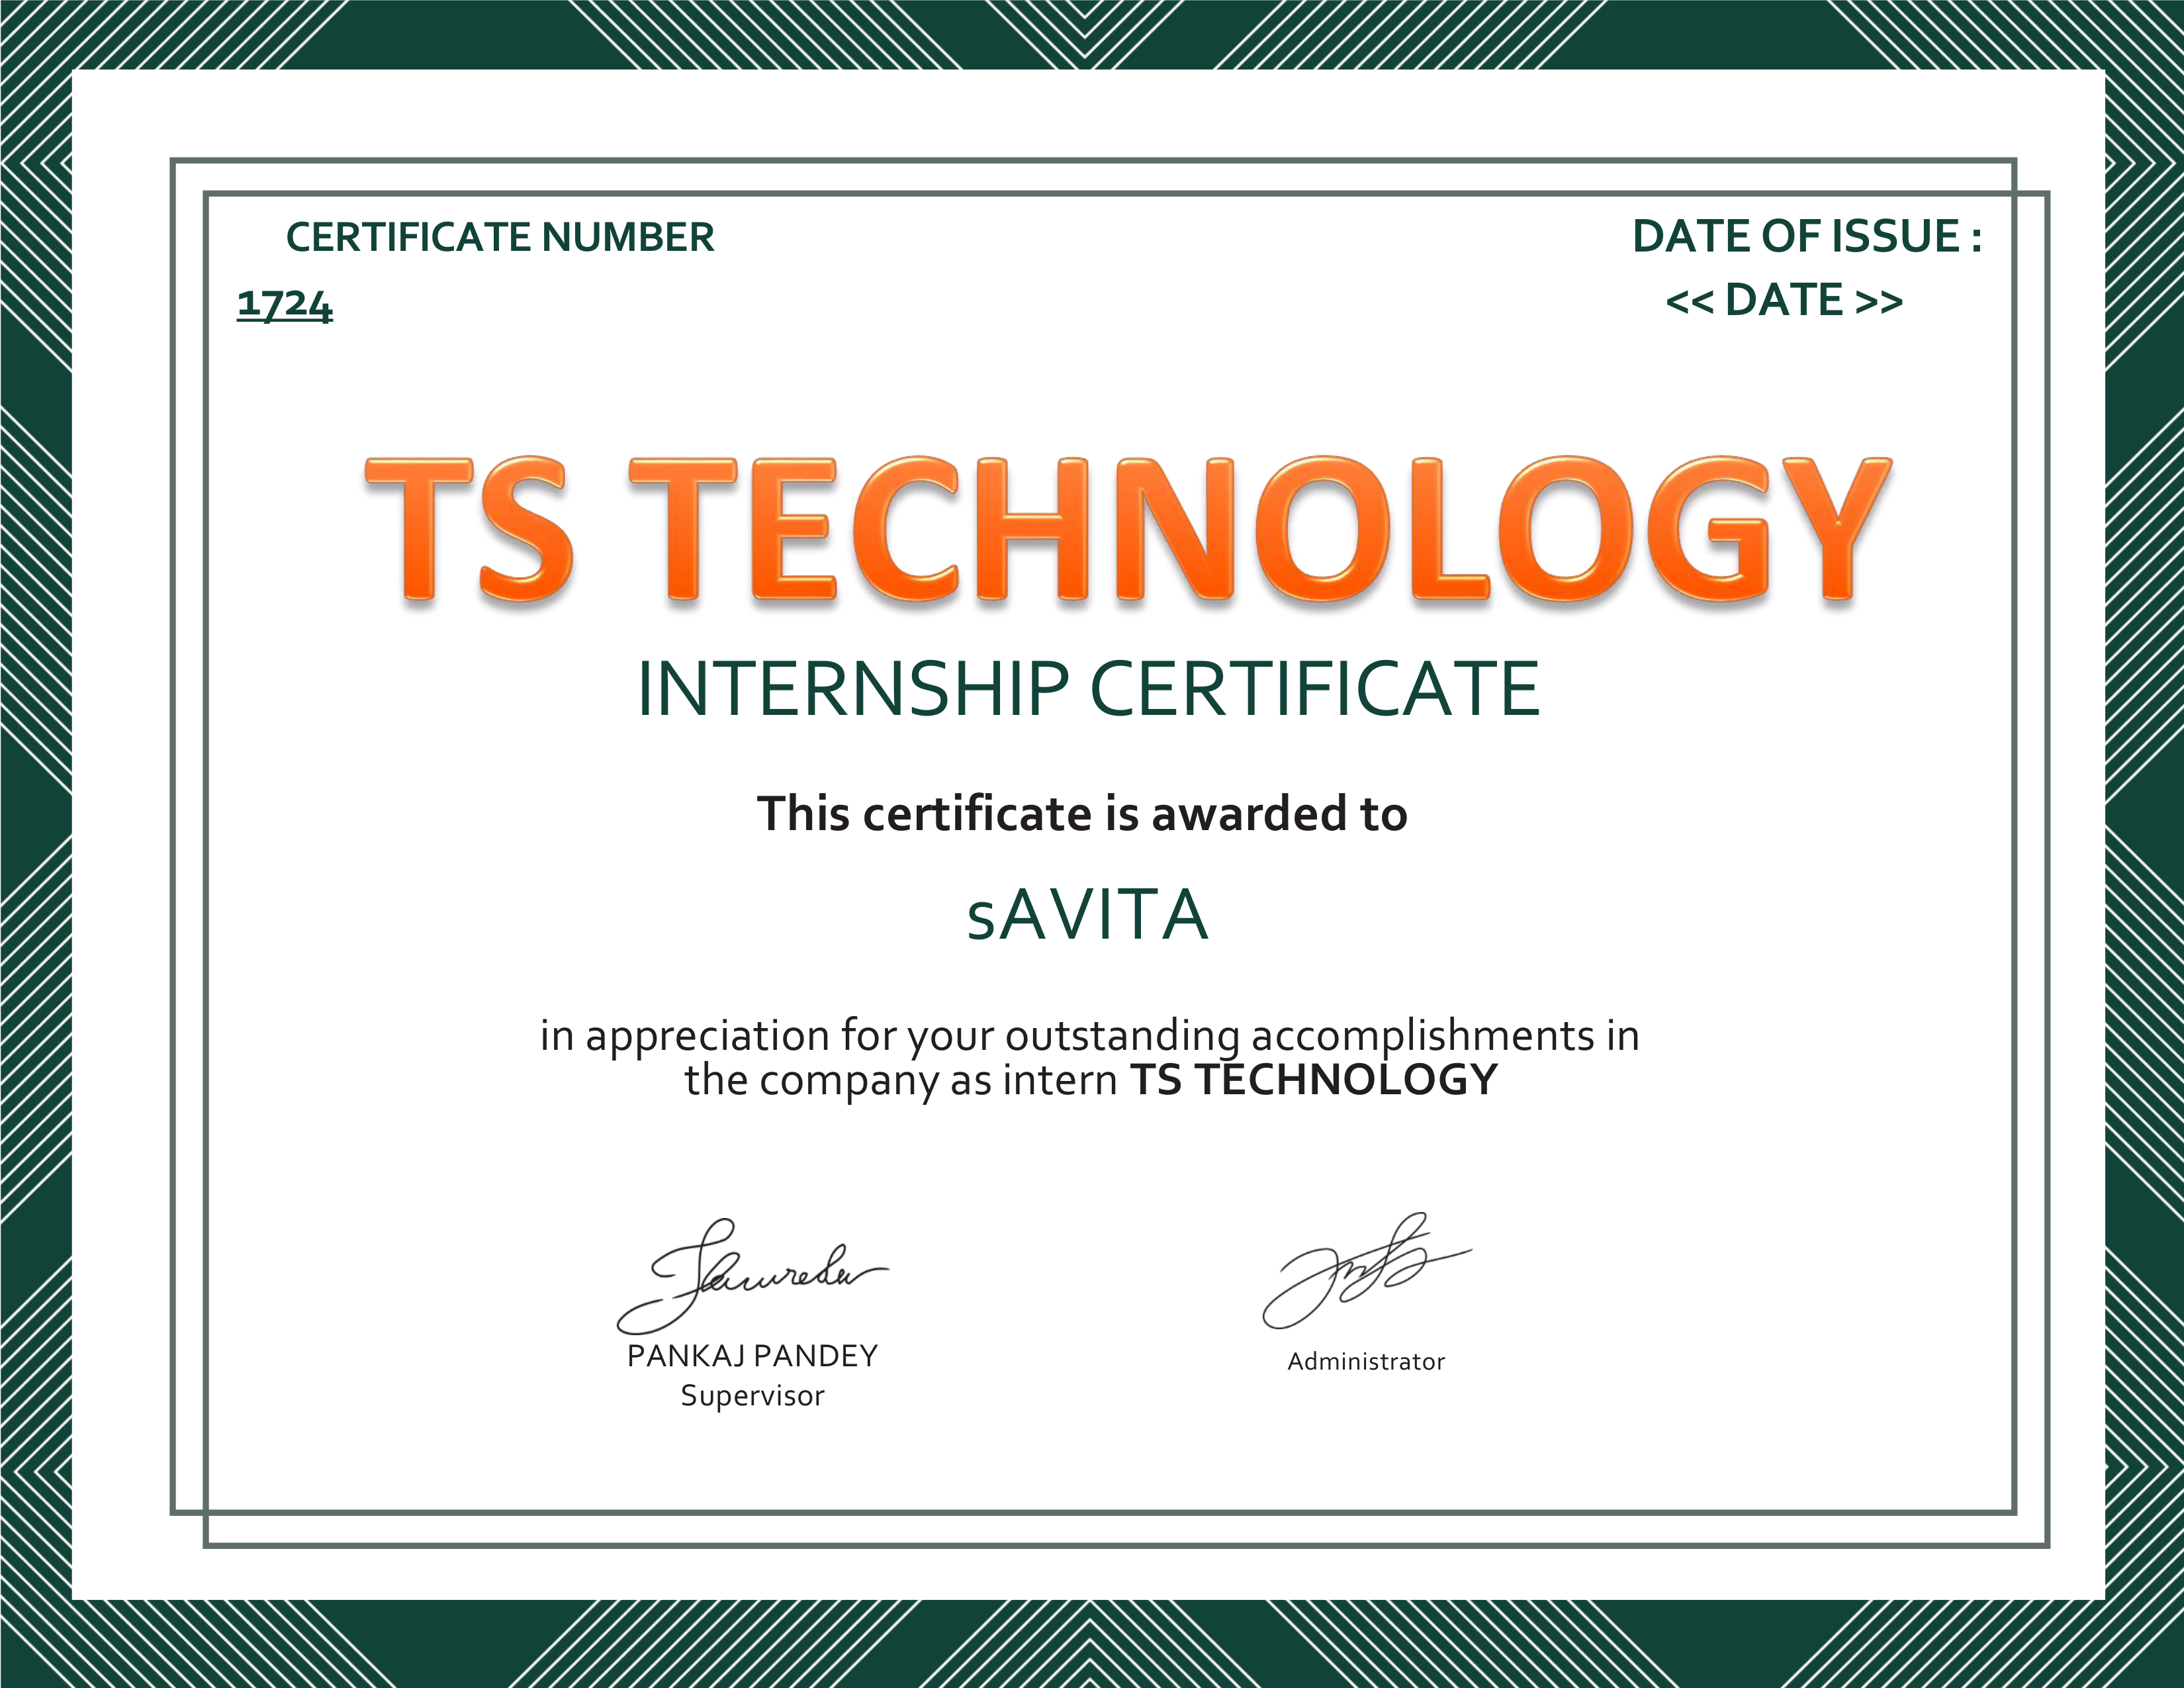 CERTIFICATE NUMBER
1724
DATE OF ISSUE :
<< DATE >>
TS TECHNOLOGY
INTERNSHIP CERTIFICATE
This certificate is awarded to
sAVITA
in appreciation for your outstanding accomplishments in
the company as intern TS TECHNOLOGY
PANKAJ PANDEY
Supervisor
Administrator